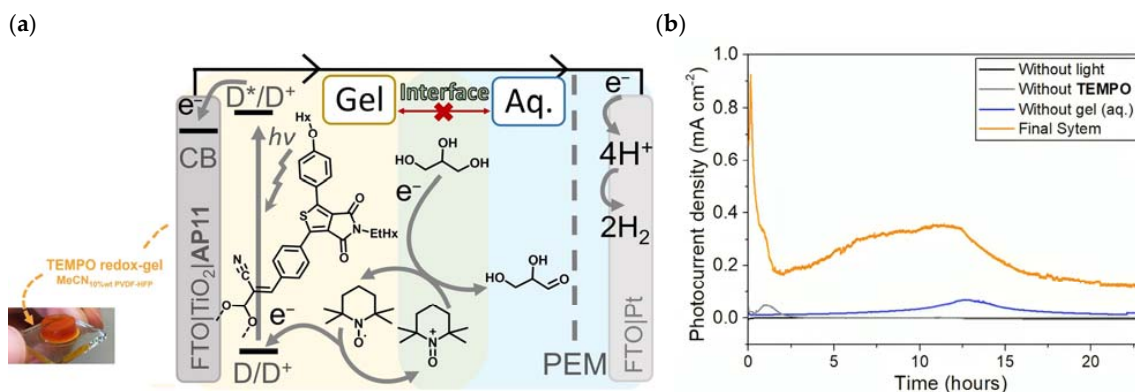 (a)
(b)
e⁻
D*/D⁺
Gel
Interface
Aq.
e⁻
CB
hν
Hx
O
HO
OH
OH
4H⁺
e⁻
S
O
N
EtHx
O
2H₂
TEMPO redox-gel
MeCN10%wt PVDF-HFP
FTO|TiO₂|AP11
CN
O
O
e⁻
N
O
N⁺
O
HO
OH
O
D/D⁺
PEM
FTO|Pt
Photocurrent density (mA cm⁻²)
1.0
0.8
0.6
0.4
0.2
0.0
Without light
Without TEMPO
Without gel (aq.)
Final Sytem
0
5
10
15
20
Time (hours)